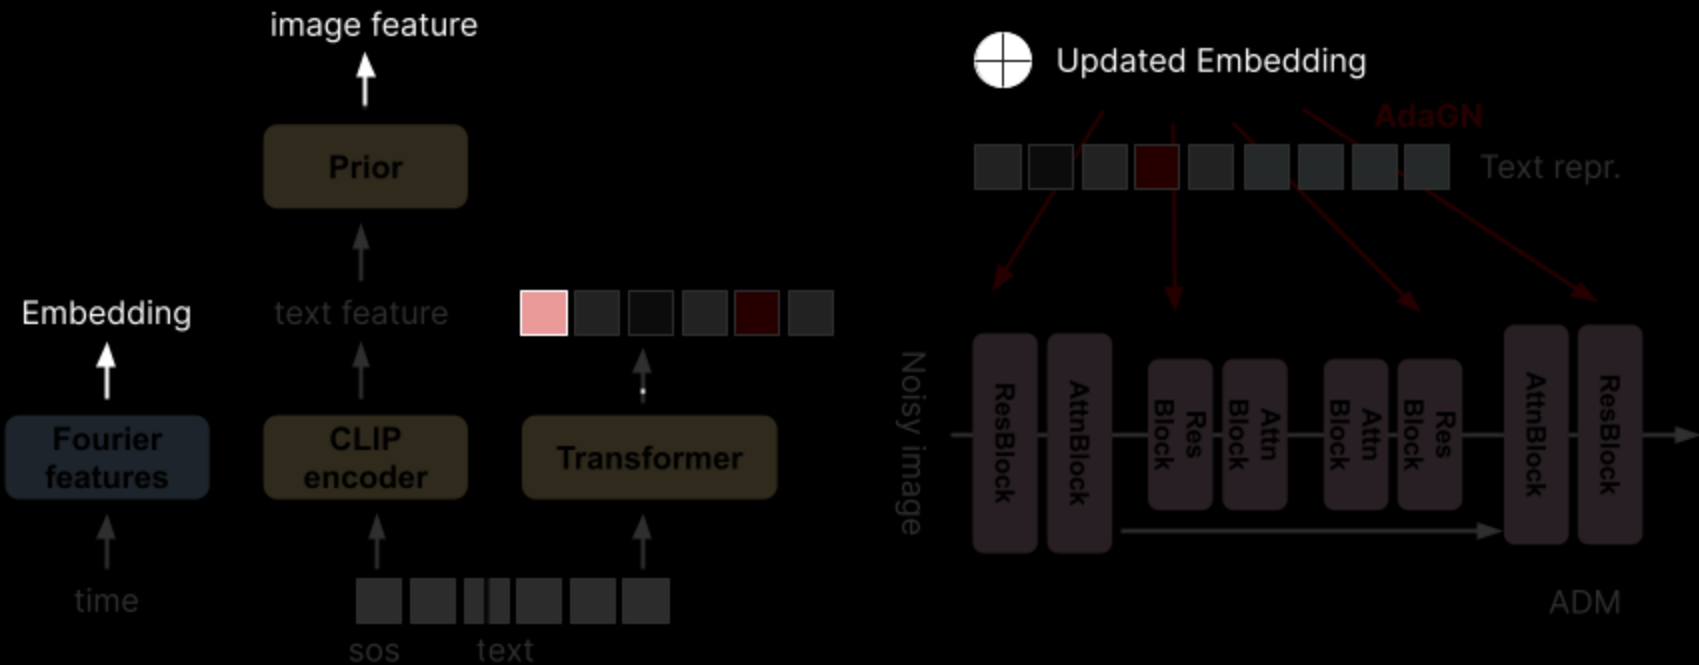 image feature
Prior
text feature
Embedding
Fourier
features
CLIP
encoder
Transformer
time
sos
text
Updated Embedding
AdaGN
Text repr.
Noisy image
ResBlock
AttnBlock
Res
Block
Attn
Block
Attn
Block
Res
Block
AttnBlock
ResBlock
ADM